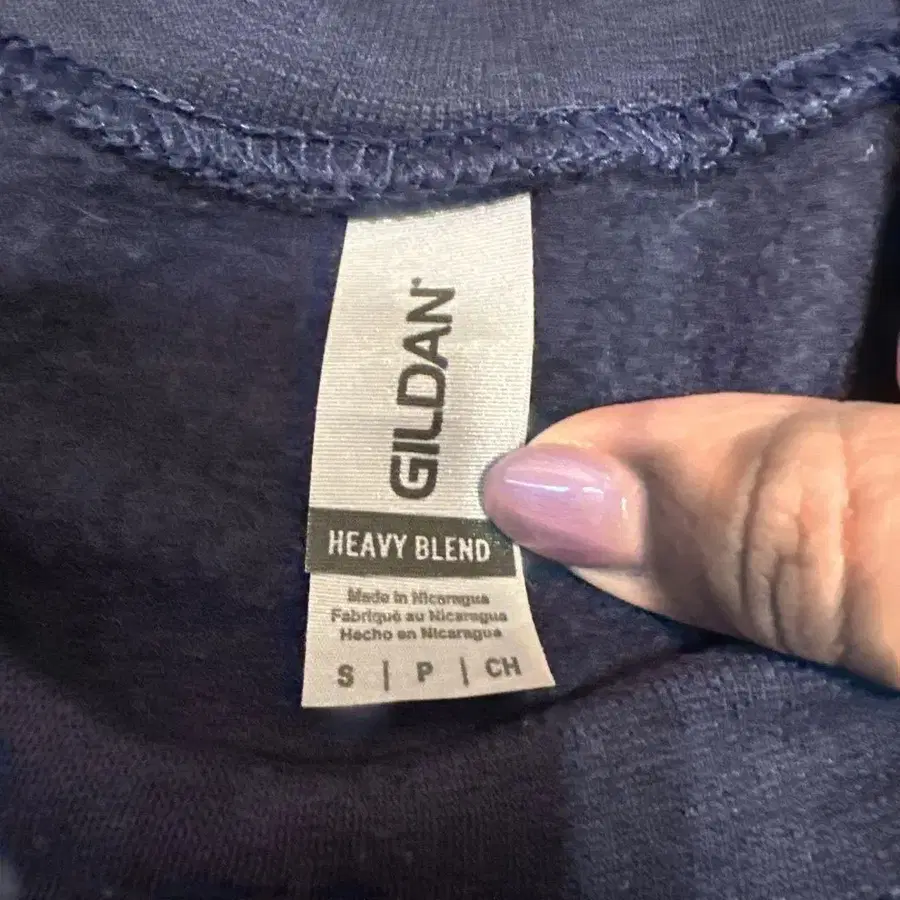 GILDAN
HEAVY BLEND
Made in Nicaragua
Fabriqué au Nicaragua
Hecho en Nicaragua
S | P | CH